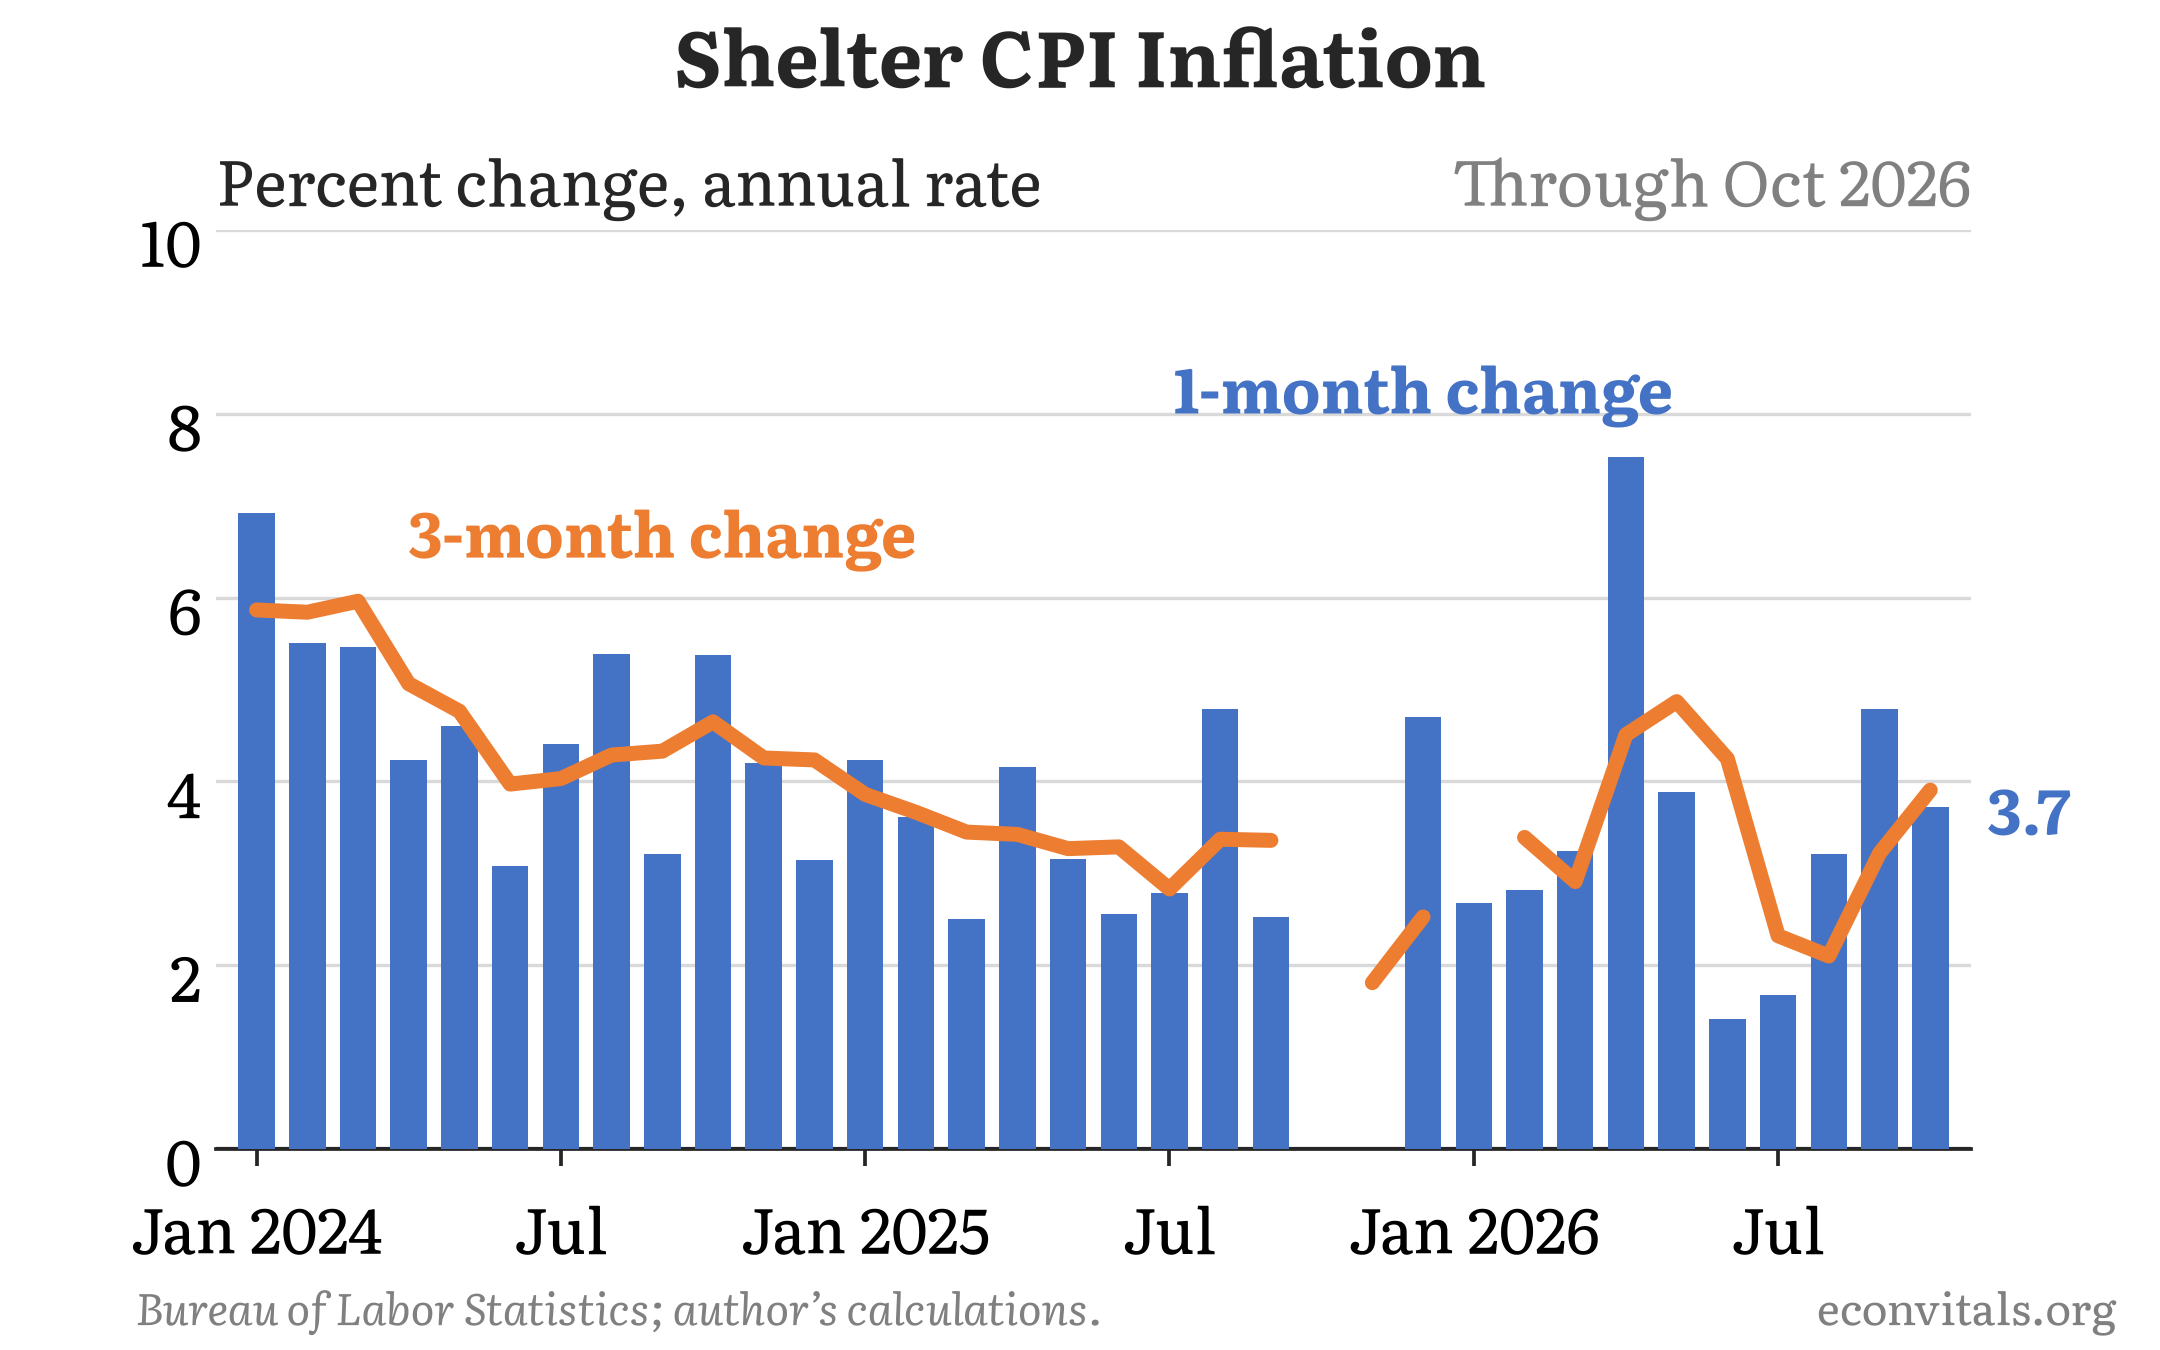 Shelter CPI Inflation
Percent change, annual rate
Through Oct 2026
10
8
1-month change
3-month change
6
4
3.7
2
0
Jan 2024 Jul Jan 2025 Jul Jan 2026 Jul
Bureau of Labor Statistics; author’s calculations.
econvitals.org